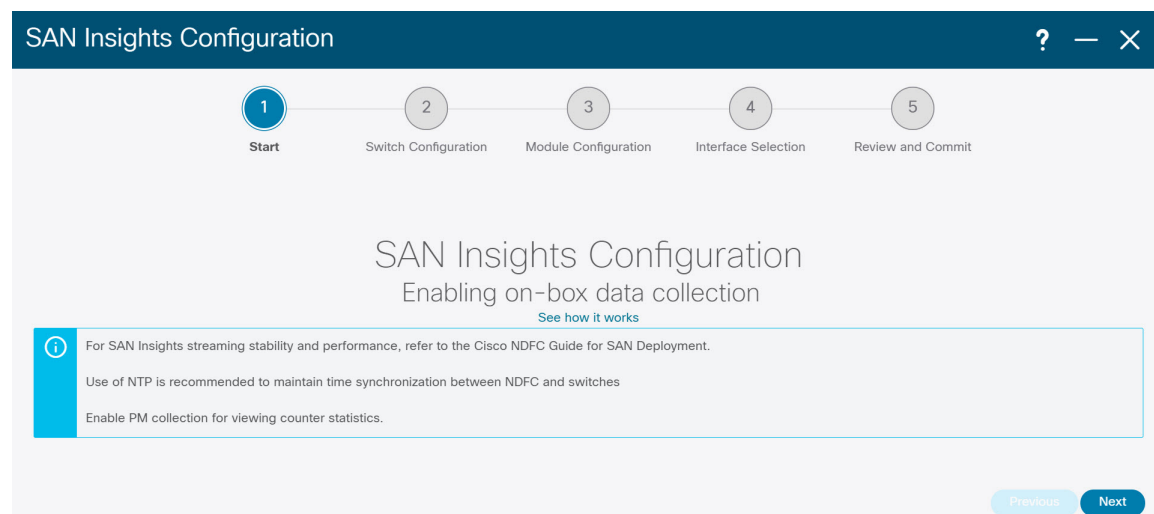 SAN Insights Configuration
? — X
1 2 3 4 5
Start Switch Configuration Module Configuration Interface Selection Review and Commit
SAN Insights Configuration
Enabling on-box data collection
See how it works
For SAN Insights streaming stability and performance, refer to the Cisco NDFC Guide for SAN Deployment.
Use of NTP is recommended to maintain time synchronization between NDFC and switches
Enable PM collection for viewing counter statistics.
Previous Next